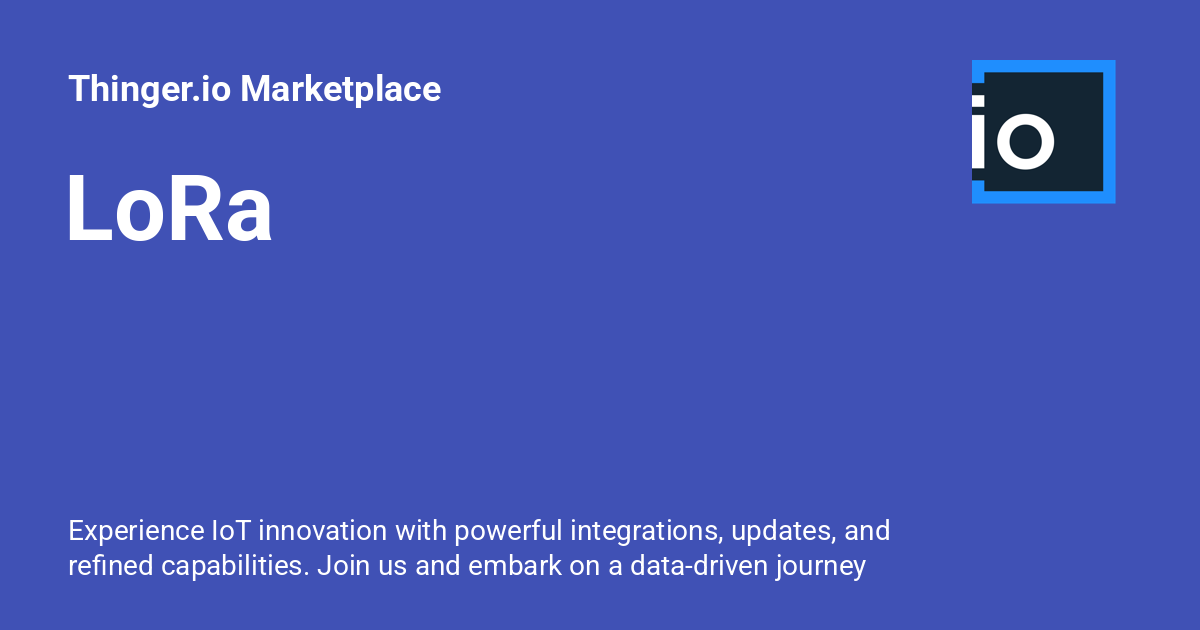 Thinger.io Marketplace
io
LoRa
Experience IoT innovation with powerful integrations, updates, and
refined capabilities. Join us and embark on a data-driven journey